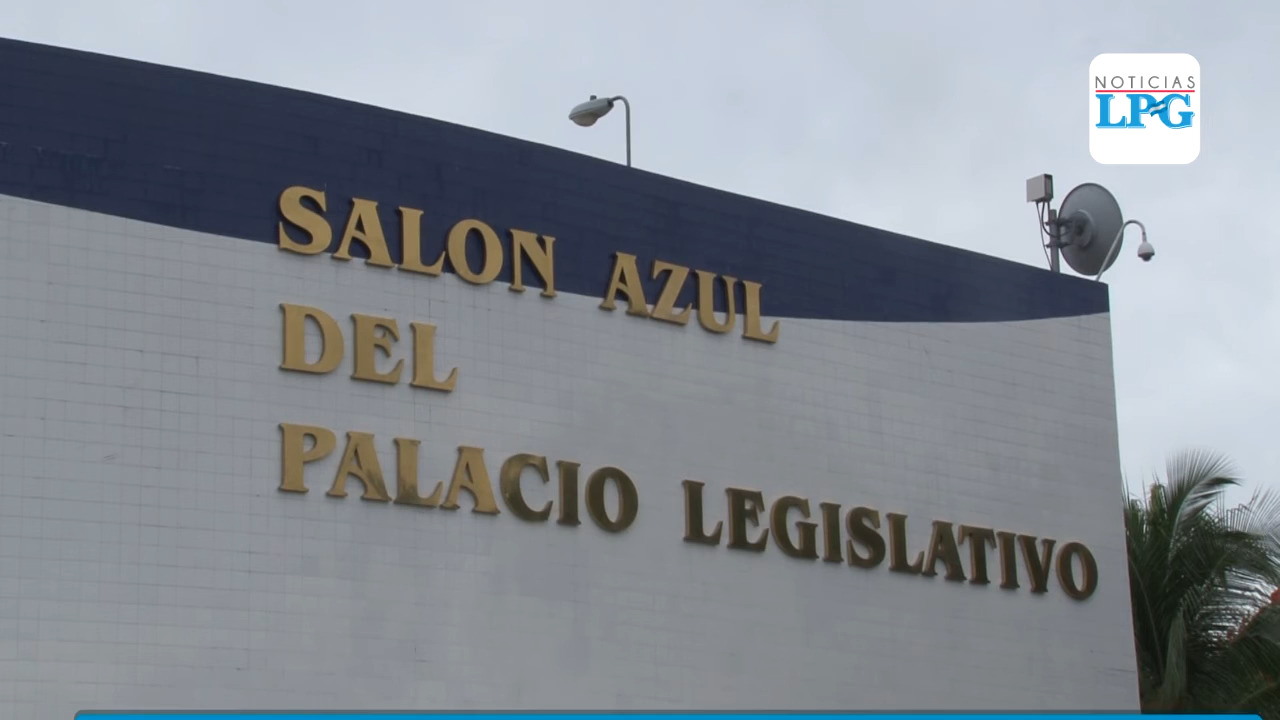 NOTICIAS
LPG
SALON AZUL
DEL
PALACIO LEGISLATIVO